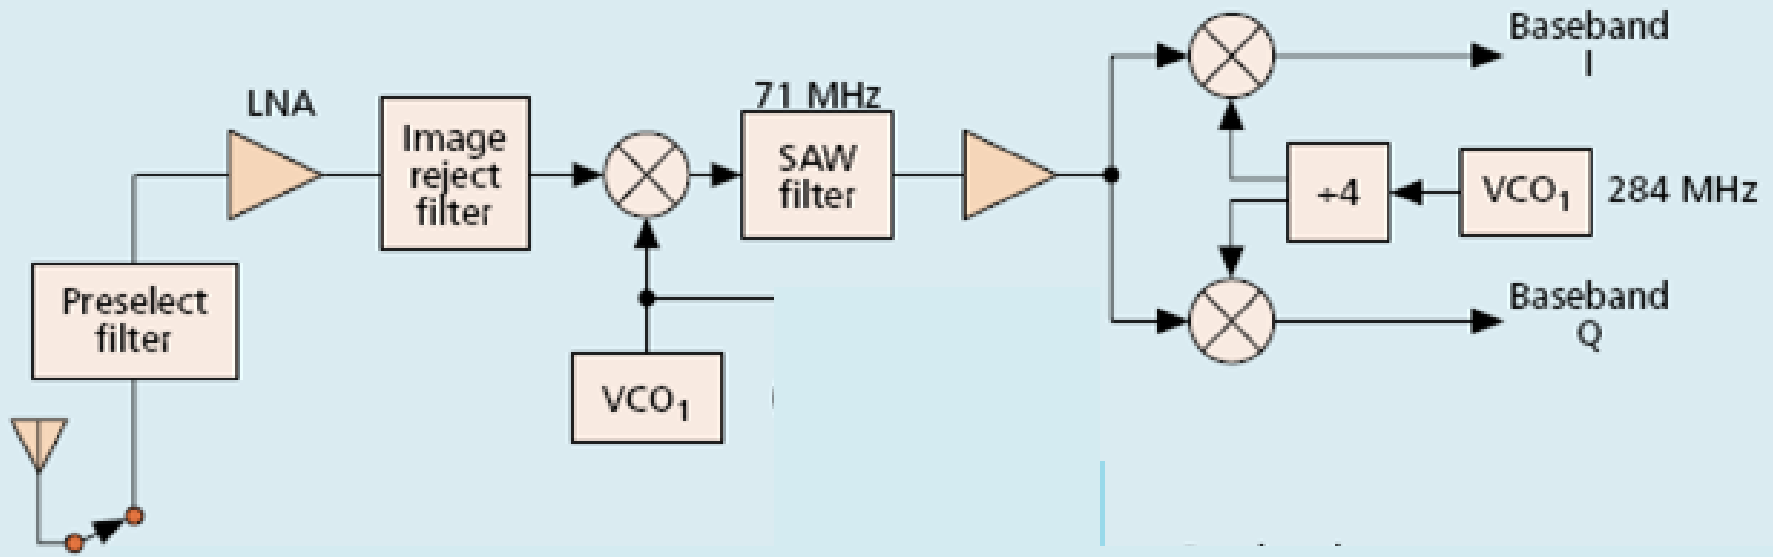 LNA
Image
reject
filter
71 MHz
SAW
filter
Baseband
I
÷4
VCO1
284 MHz
Baseband
Q
Preselect
filter
VCO1